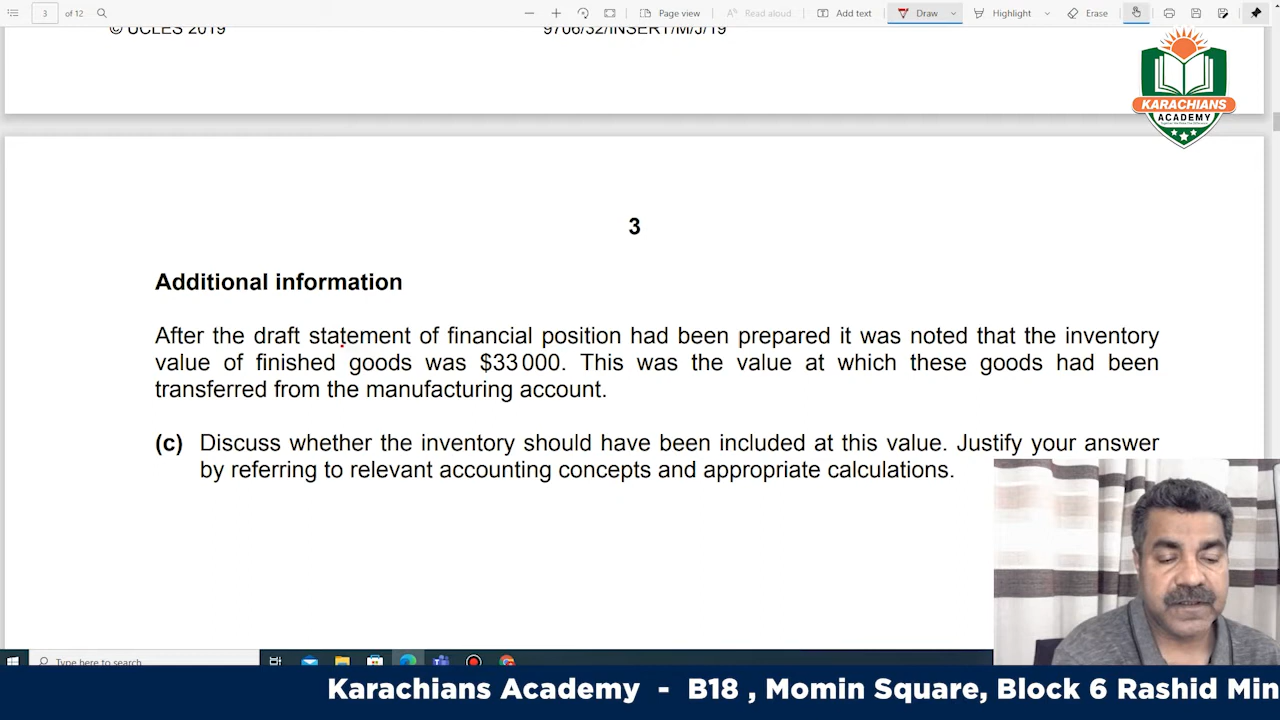 3 of 12
Page view
Read aloud
Add text
Draw
Highlight
Erase
© UCLES 2019
9706/32/INSERT/M/J/19
KARACHIANS
ACADEMY
3
Additional information
After the draft statement of financial position had been prepared it was noted that the inventory
value of finished goods was $33 000. This was the value at which these goods had been
transferred from the manufacturing account.
(c) Discuss whether the inventory should have been included at this value. Justify your answer
by referring to relevant accounting concepts and appropriate calculations.
Type here to search
Karachians Academy - B18 , Momin Square, Block 6 Rashid Min